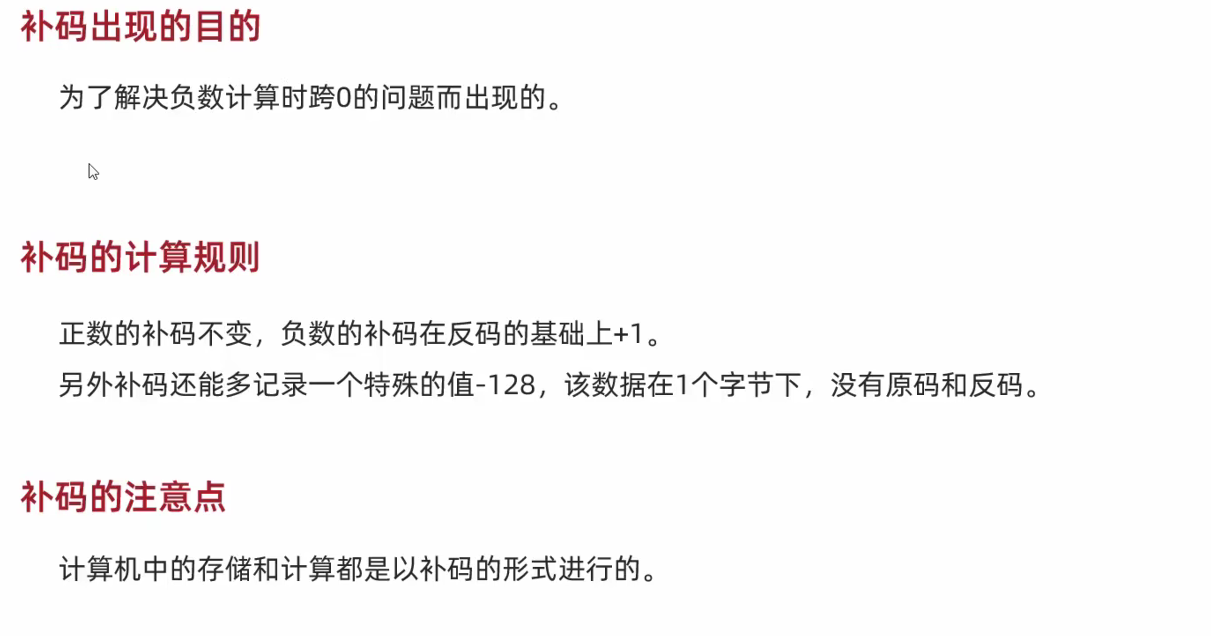 补码出现的目的
为了解决负数计算时跨0的问题而出现的。
补码的计算规则
正数的补码不变，负数的补码在反码的基础上+1。
另外补码还能多记录一个特殊的值-128，该数据在1个字节下，没有原码和反码。
补码的注意点
计算机中的存储和计算都是以补码的形式进行的。